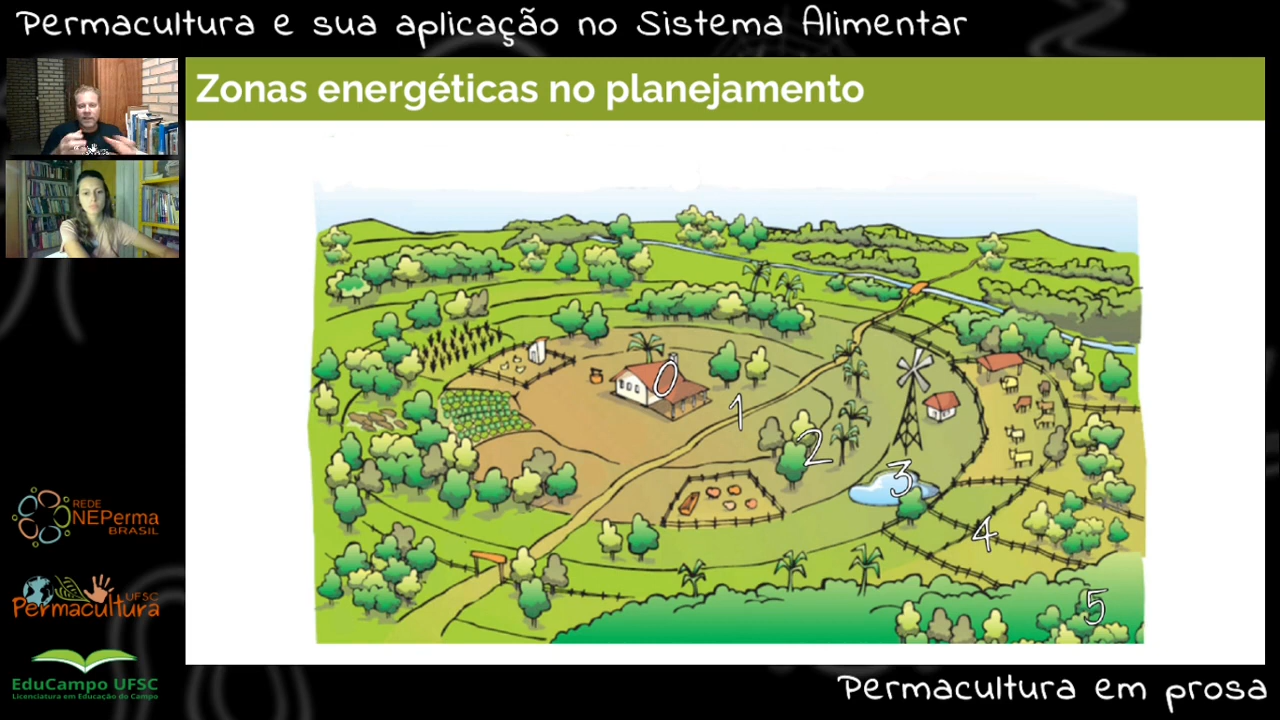 Permacultura e sua aplicação no Sistema Alimentar
Zonas energéticas no planejamento
0
1
2
3
4
5
REDE
NEPerma
BRASIL
UFSC
Permacultura
EduCampo UFSC
Licenciatura em Educação do Campo
Permacultura em prosa